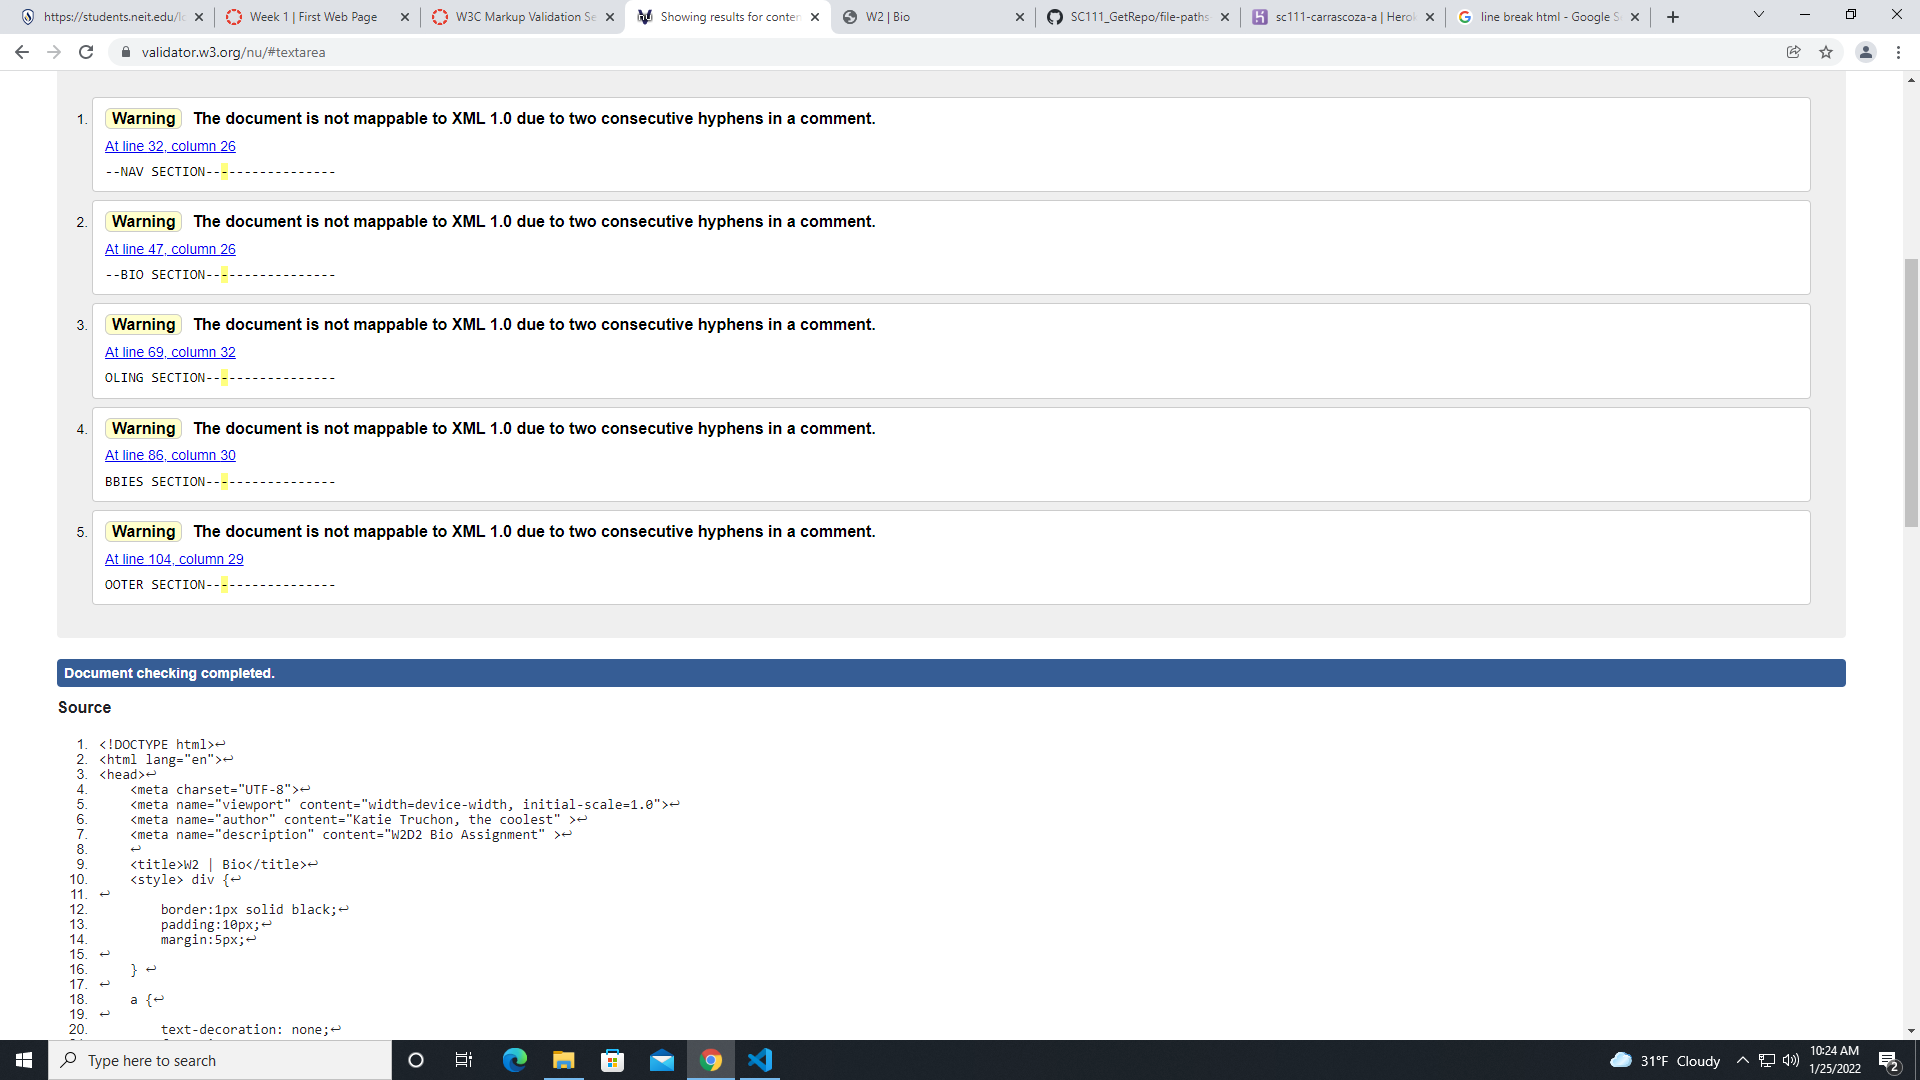 https://students.neit.edu/lc
Week 1 | First Web Page
W3C Markup Validation Se
Showing results for conten
W2 | Bio
SC111_GetRepo/file-paths
sc111-carrascoza-a | Herok
line break html - Google S
validator.w3.org/nu/#textarea
1. Warning The document is not mappable to XML 1.0 due to two consecutive hyphens in a comment.
At line 32, column 26
--NAV SECTION-----------------
2. Warning The document is not mappable to XML 1.0 due to two consecutive hyphens in a comment.
At line 47, column 26
--BIO SECTION-----------------
3. Warning The document is not mappable to XML 1.0 due to two consecutive hyphens in a comment.
At line 69, column 32
OLING SECTION-----------------
4. Warning The document is not mappable to XML 1.0 due to two consecutive hyphens in a comment.
At line 86, column 30
BBIES SECTION-----------------
5. Warning The document is not mappable to XML 1.0 due to two consecutive hyphens in a comment.
At line 104, column 29
OOTER SECTION-----------------
Document checking completed.
Source
1. <!DOCTYPE html>↩
2. <html lang="en">↩
3. <head>↩
4. <meta charset="UTF-8">↩
5. <meta name="viewport" content="width=device-width, initial-scale=1.0">↩
6. <meta name="author" content="Katie Truchon, the coolest" >↩
7. <meta name="description" content="W2D2 Bio Assignment" >↩
8. ↩
9. <title>W2 | Bio</title>↩
10. <style> div {↩
11. ↩
12. border:1px solid black;↩
13. padding:10px;↩
14. margin:5px;↩
15. ↩
16. } ↩
17. ↩
18. a {↩
19. ↩
20. text-decoration: none;↩
Type here to search
31°F Cloudy
10:24 AM
1/25/2022
2